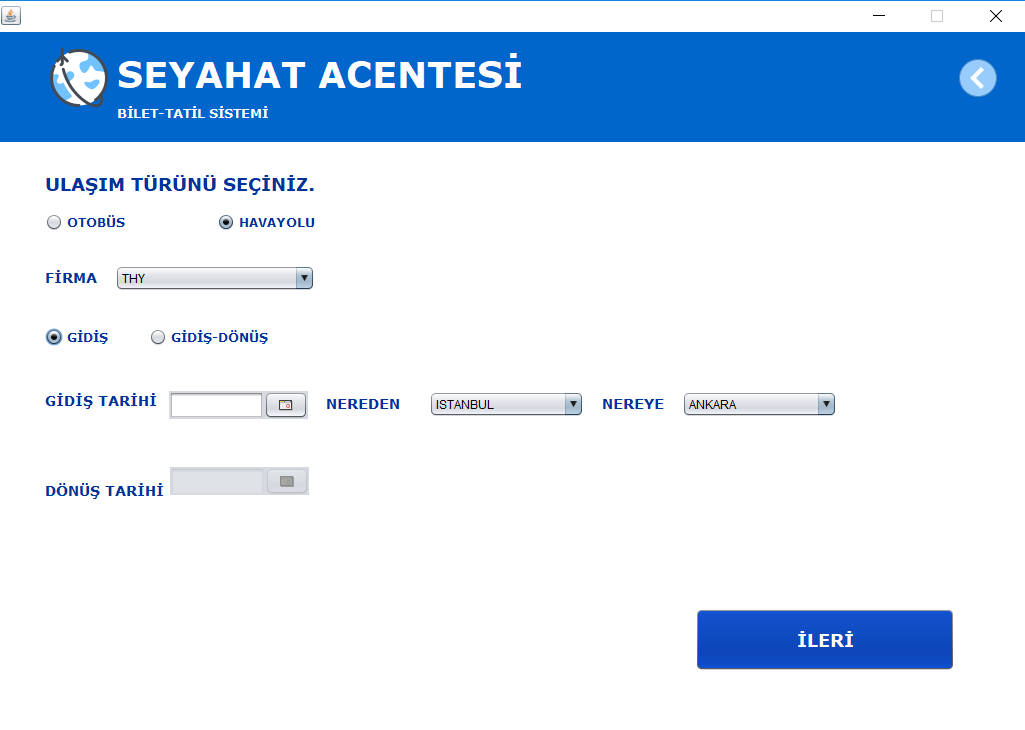 SEYAHAT ACENTESİ
BİLET-TATİL SİSTEMİ
ULAŞIM TÜRÜNÜ SEÇİNİZ.
OTOBÜS HAVAYOLU
FİRMA THY
GİDİŞ GİDİŞ-DÖNÜŞ
GİDİŞ TARİHİ NEREDEN ISTANBUL NEREYE ANKARA
DÖNÜŞ TARİHİ
İLERİ